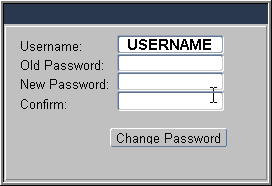 Username: USERNAME
Old Password:
New Password:
Confirm:
Change Password